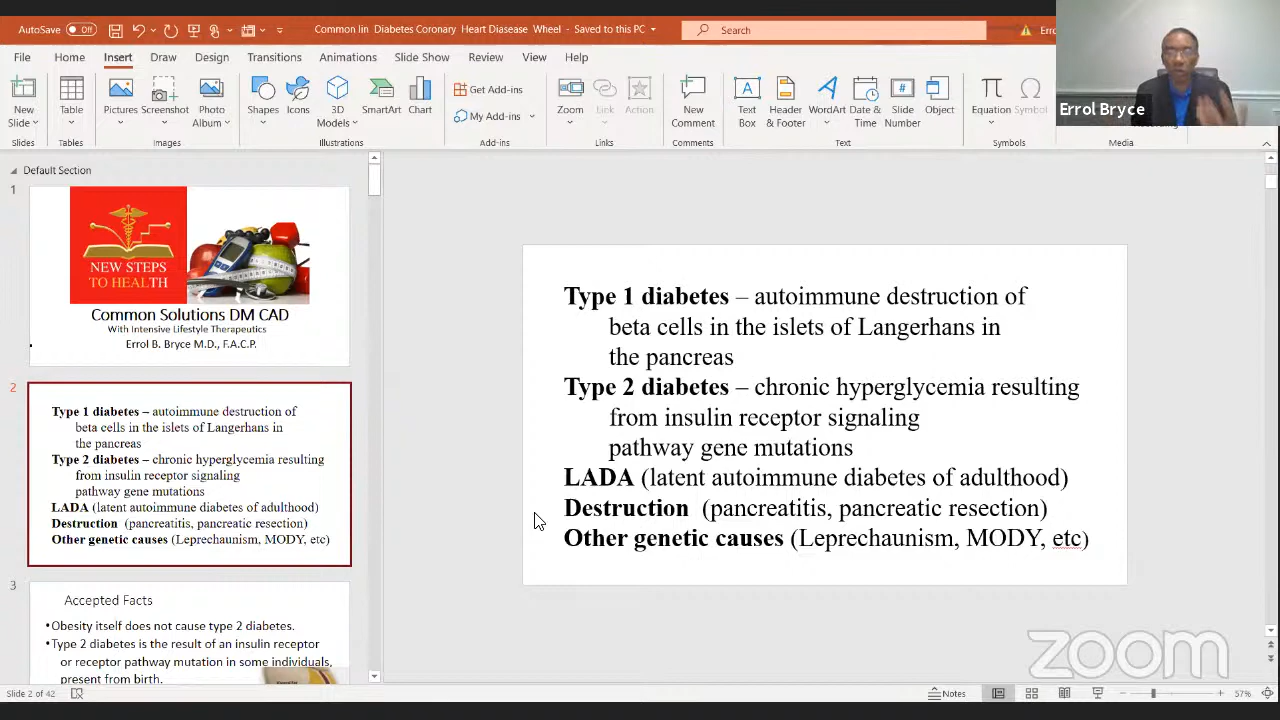 AutoSave Off
Common lin Diabetes Coronary Heart Diasease Wheel - Saved to this PC
Search
Erro
File Home Insert Draw Design Transitions Animations Slide Show Review View Help
New Slide
Table
Pictures
Screenshot
Photo Album
Shapes
Icons
3D Models
SmartArt
Chart
Get Add-ins
My Add-ins
Zoom
Link
Action
New Comment
Text Box
Header & Footer
WordArt
Date & Time
Slide Number
Object
Equation
Symbol
Slides Tables Images Illustrations Add-ins Links Comments Text Symbols Media
Errol Bryce
Default Section
1
NEW STEPS
TO HEALTH
Common Solutions DM CAD
With Intensive Lifestyle Therapeutics
Errol B. Bryce M.D., F.A.C.P.
2
Type 1 diabetes – autoimmune destruction of
beta cells in the islets of Langerhans in
the pancreas
Type 2 diabetes – chronic hyperglycemia resulting
from insulin receptor signaling
pathway gene mutations
LADA (latent autoimmune diabetes of adulthood)
Destruction (pancreatitis, pancreatic resection)
Other genetic causes (Leprechaunism, MODY, etc)
3
Accepted Facts
•Obesity itself does not cause type 2 diabetes.
•Type 2 diabetes is the result of an insulin receptor
or receptor pathway mutation in some individuals,
present from birth.
Type 1 diabetes – autoimmune destruction of
beta cells in the islets of Langerhans in
the pancreas
Type 2 diabetes – chronic hyperglycemia resulting
from insulin receptor signaling
pathway gene mutations
LADA (latent autoimmune diabetes of adulthood)
Destruction (pancreatitis, pancreatic resection)
Other genetic causes (Leprechaunism, MODY, etc)
zoom
Slide 2 of 42
Notes
57%